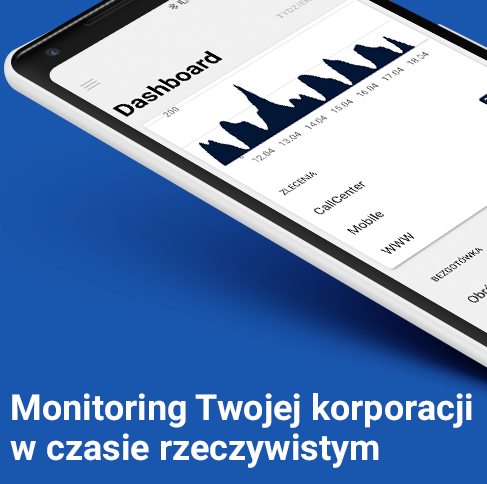 TYDZIEŃ
Dashboard
200
12.04 13.04 14.04 15.04 16.04 17.04 18.04
ZLECENIA
CallCenter
Mobile
WWW
BEZGOTÓWKA
Monitoring Twojej korporacji
w czasie rzeczywistym